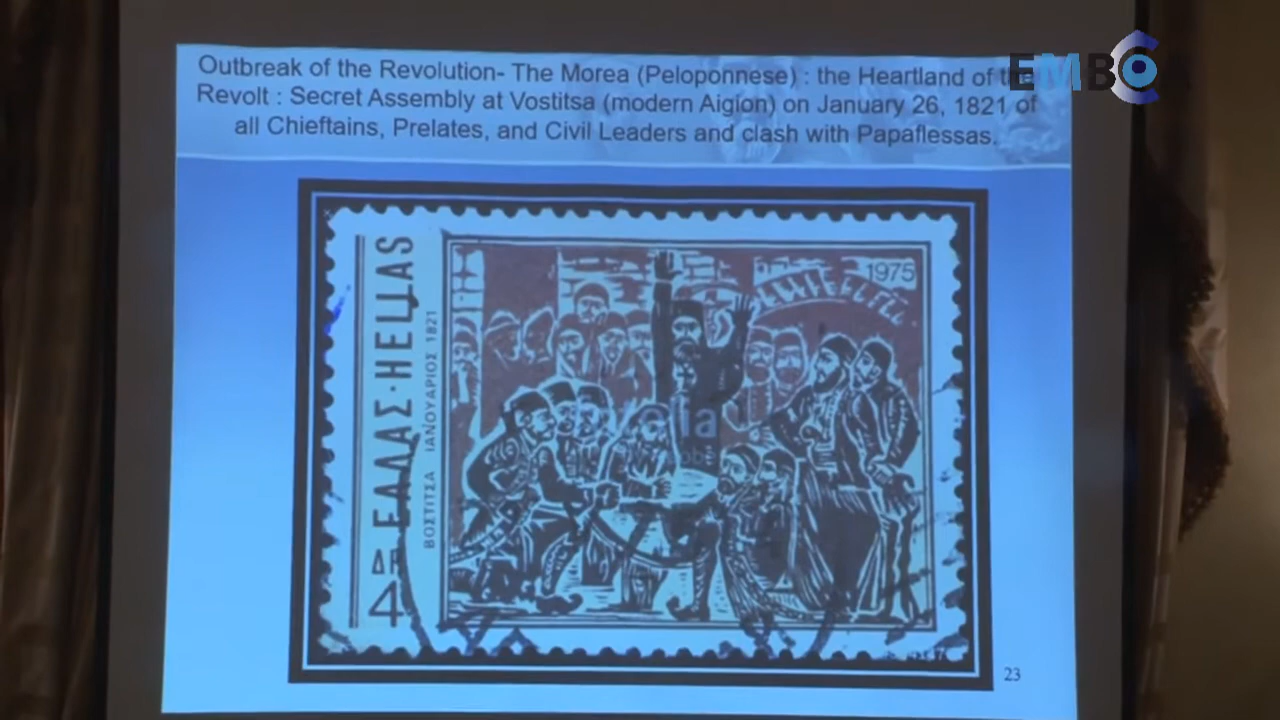 Outbreak of the Revolution- The Morea (Peloponnese) : the Heartland of the
Revolt : Secret Assembly at Vostitsa (modern Aigion) on January 26, 1821 of
all Chieftains, Prelates, and Civil Leaders and clash with Papaflessas.
EMBC
1975
ΕΛΛΑΣ·HELLAS
ΒΟΣΤΙΤΣΑ ΙΑΝΟΥΑΡΙΟΣ 1821
ΔΡ
4
23